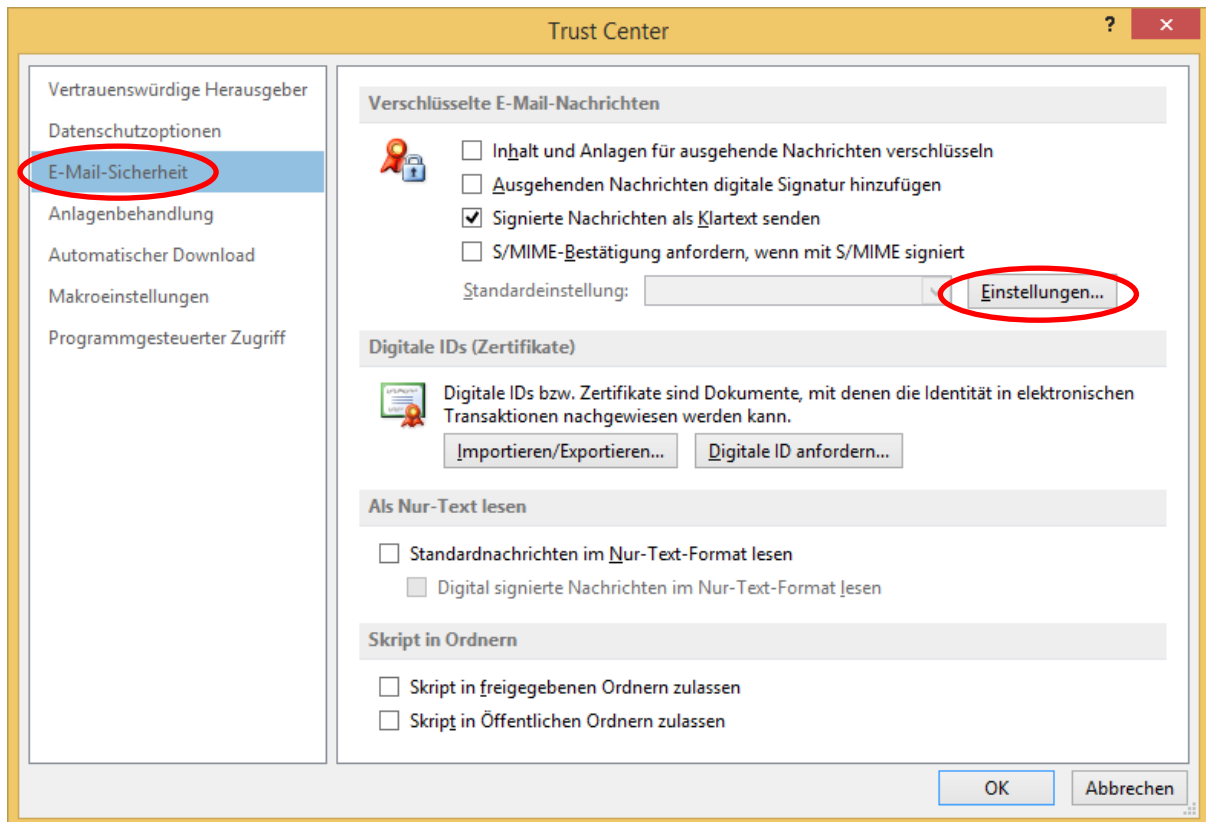 Trust Center
?
Vertrauenswürdige Herausgeber
Datenschutzoptionen
E-Mail-Sicherheit
Anlagenbehandlung
Automatischer Download
Makroeinstellungen
Programmgesteuerter Zugriff
Verschlüsselte E-Mail-Nachrichten
Inhalt und Anlagen für ausgehende Nachrichten verschlüsseln
Ausgehenden Nachrichten digitale Signatur hinzufügen
Signierte Nachrichten als Klartext senden
S/MIME-Bestätigung anfordern, wenn mit S/MIME signiert
Standardeinstellung:
Einstellungen...
Digitale IDs (Zertifikate)
Digitale IDs bzw. Zertifikate sind Dokumente, mit denen die Identität in elektronischen
Transaktionen nachgewiesen werden kann.
Importieren/Exportieren...
Digitale ID anfordern...
Als Nur-Text lesen
Standardnachrichten im Nur-Text-Format lesen
Digital signierte Nachrichten im Nur-Text-Format lesen
Skript in Ordnern
Skript in freigegebenen Ordnern zulassen
Skript in Öffentlichen Ordnern zulassen
OK
Abbrechen